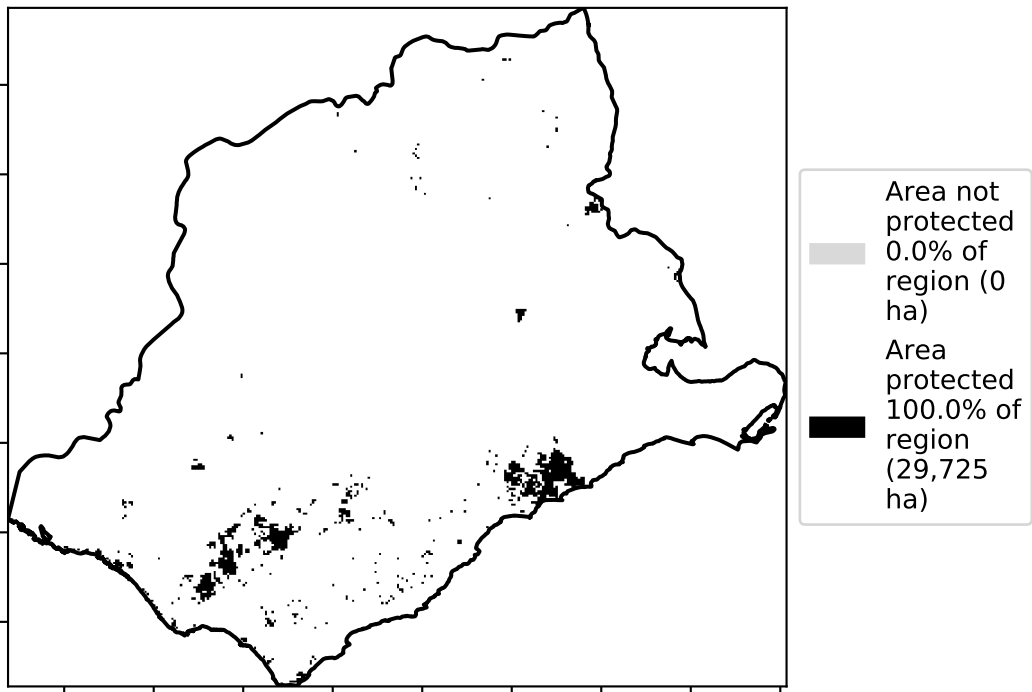 Area not
protected
0.0% of
region (0
ha)
Area
protected
100.0% of
region
(29,725
ha)